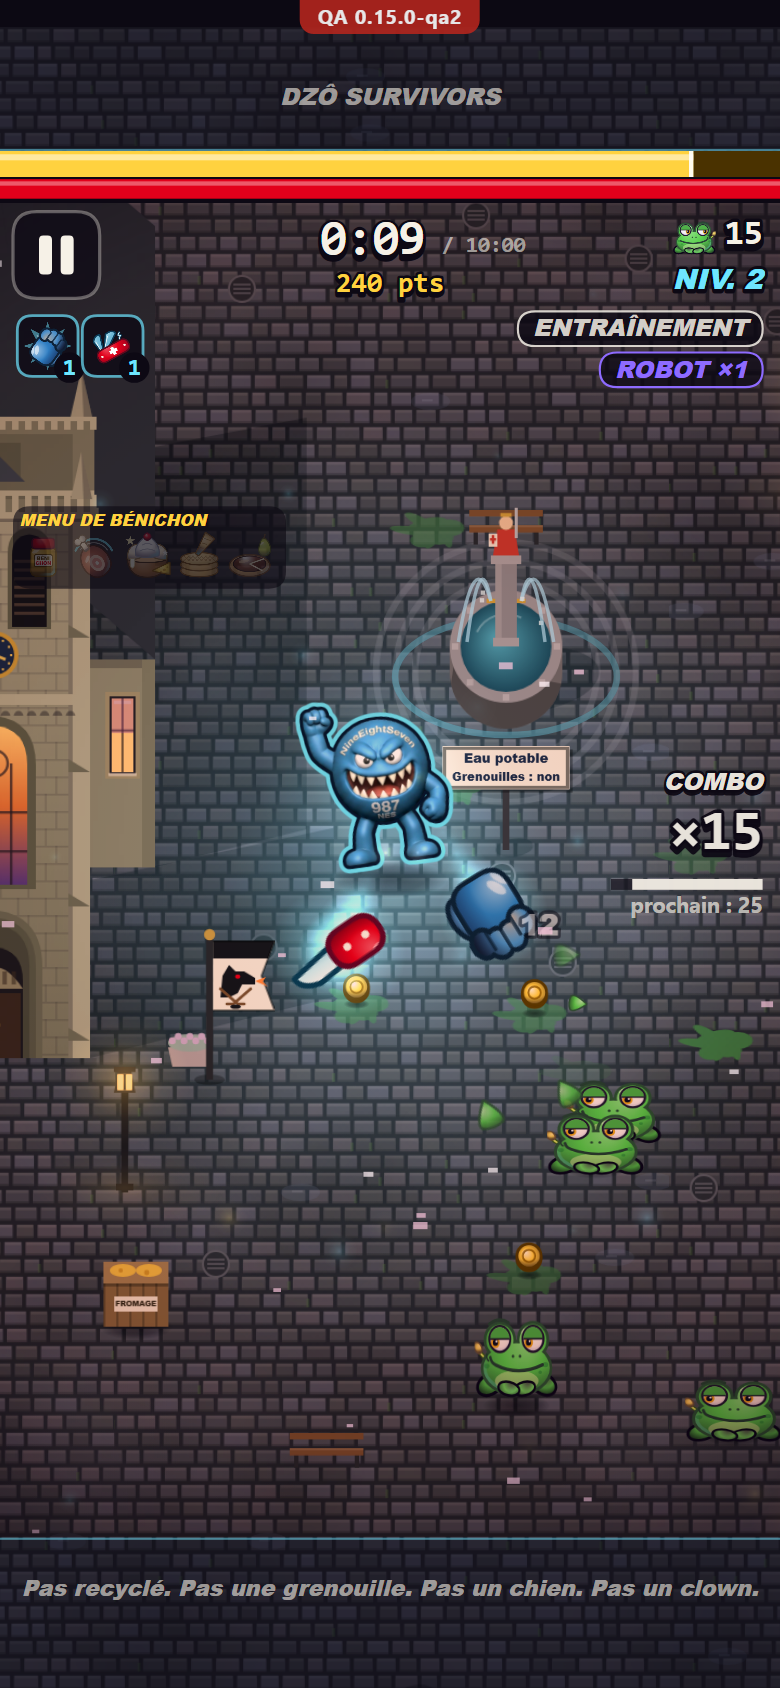 QA 0.15.0-qa2
DZÔ SURVIVORS
0:09 / 10:00
15
240 pts
NIV. 2
ENTRAÎNEMENT
ROBOT ×1
1
1
MENU DE BÉNICHON
NineEightSeven
987
Eau potable
Grenouilles : non
COMBO
×15
prochain : 25
12
FROMAGE
Pas recyclé. Pas une grenouille. Pas un chien. Pas un clown.